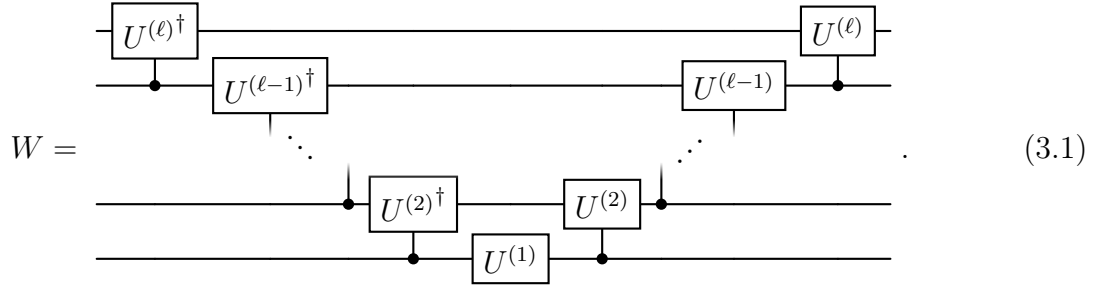 U^{(ℓ)†} U^{(ℓ)}
U^{(ℓ−1)†} U^{(ℓ−1)}
W = . (3.1)
U^{(2)†} U^{(2)}
U^{(1)}